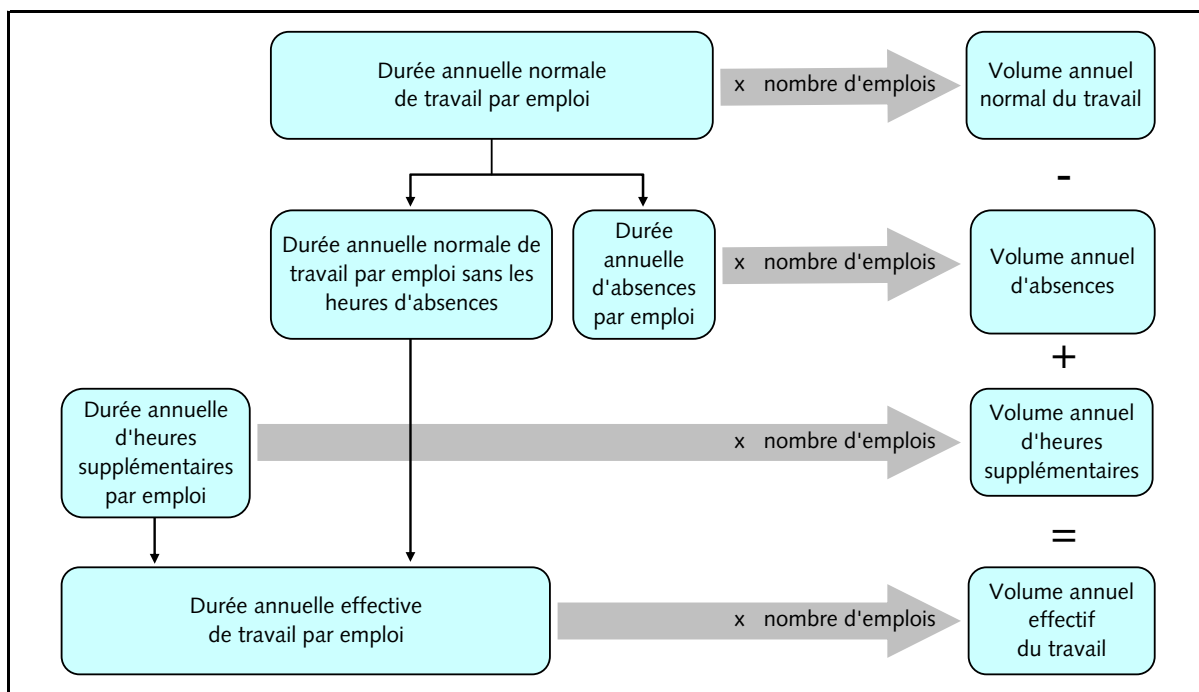 Durée annuelle normale
de travail par emploi
x nombre d'emplois
Volume annuel
normal du travail
-
Durée annuelle normale de
travail par emploi sans les
heures d'absences
Durée
annuelle
d'absences
par emploi
x nombre d'emplois
Volume annuel
d'absences
+
Durée annuelle
d'heures
supplémentaires
par emploi
x nombre d'emplois
Volume annuel
d'heures
supplémentaires
=
Durée annuelle effective
de travail par emploi
x nombre d'emplois
Volume annuel
effectif
du travail